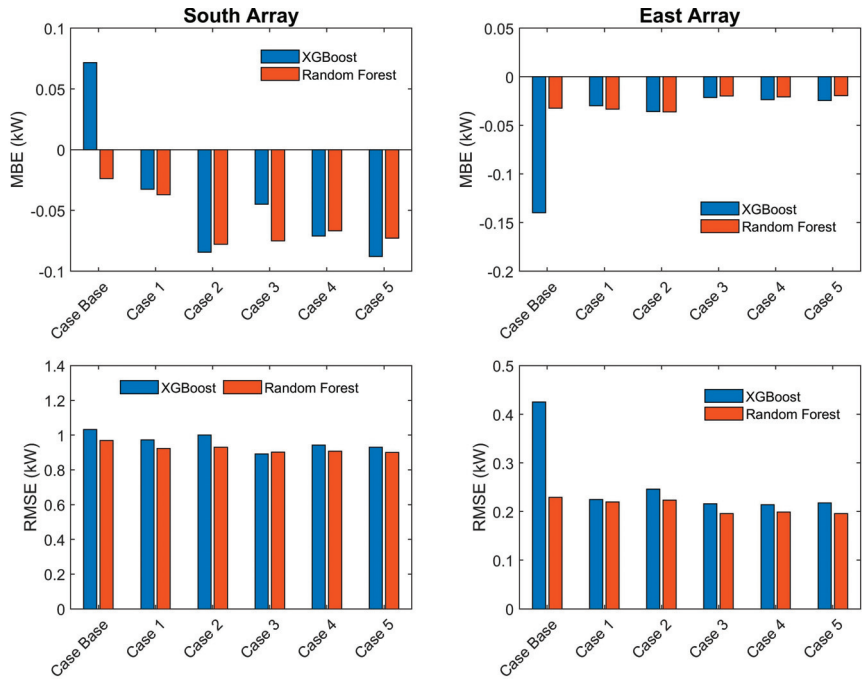 South Array
0.1
0.05
0
-0.05
-0.1
MBE (kW)
XGBoost
Random Forest
Case Base
Case 1
Case 2
Case 3
Case 4
Case 5
East Array
0.05
0
-0.05
-0.1
-0.15
-0.2
MBE (kW)
XGBoost
Random Forest
Case Base
Case 1
Case 2
Case 3
Case 4
Case 5
1.4
1.2
1
0.8
0.6
0.4
0.2
0
RMSE (kW)
XGBoost Random Forest
Case Base
Case 1
Case 2
Case 3
Case 4
Case 5
0.5
0.4
0.3
0.2
0.1
0
RMSE (kW)
XGBoost
Random Forest
Case Base
Case 1
Case 2
Case 3
Case 4
Case 5